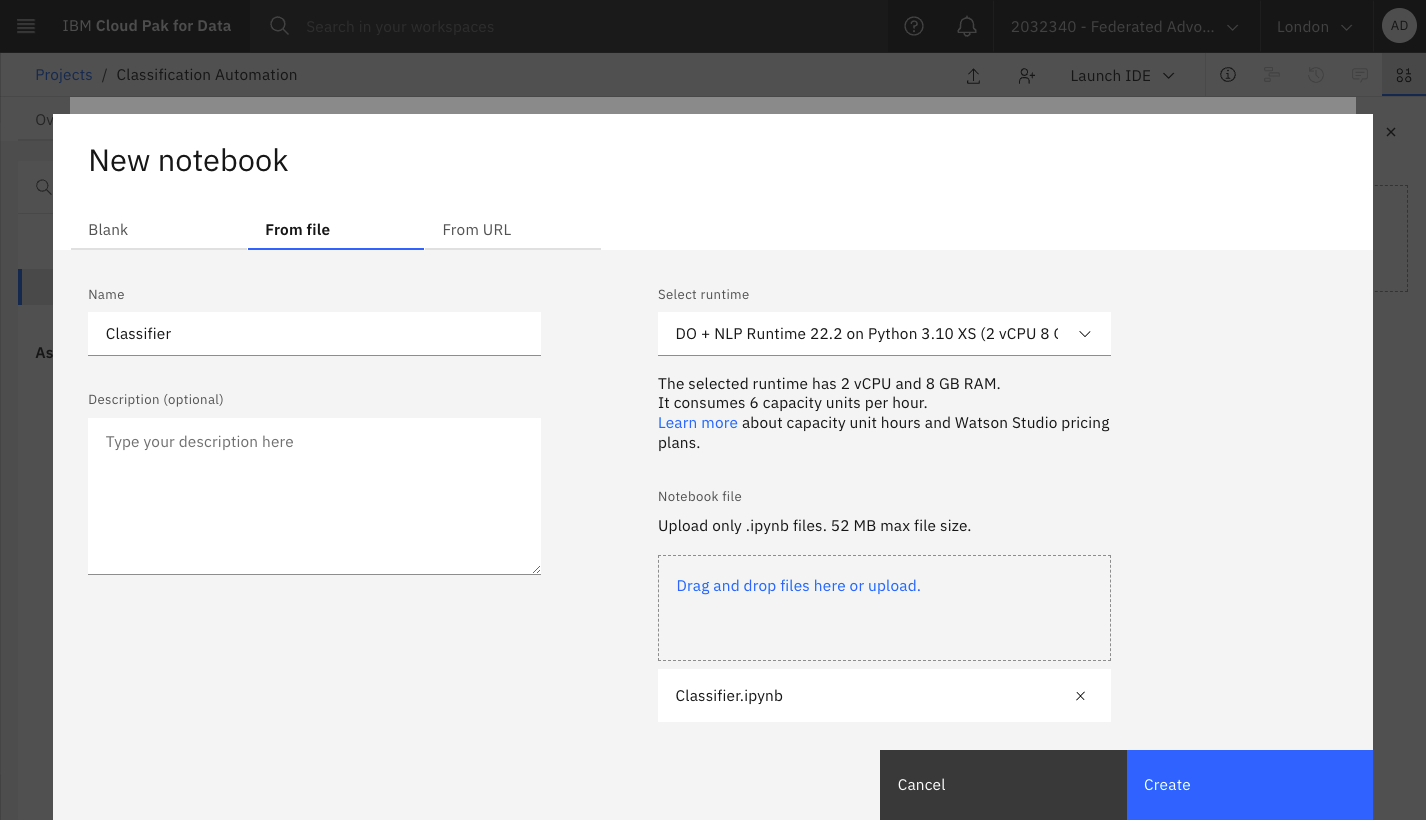 IBM Cloud Pak for Data
Search in your workspaces
2032340 - Federated Advo...
London
AD
Projects / Classification Automation
Launch IDE
Ov
New notebook
Blank
From file
From URL
Name
Classifier
Description (optional)
Type your description here
As
Select runtime
DO + NLP Runtime 22.2 on Python 3.10 XS (2 vCPU 8 G
The selected runtime has 2 vCPU and 8 GB RAM.
It consumes 6 capacity units per hour.
Learn more about capacity unit hours and Watson Studio pricing
plans.
Notebook file
Upload only .ipynb files. 52 MB max file size.
Drag and drop files here or upload.
Classifier.ipynb
Cancel
Create